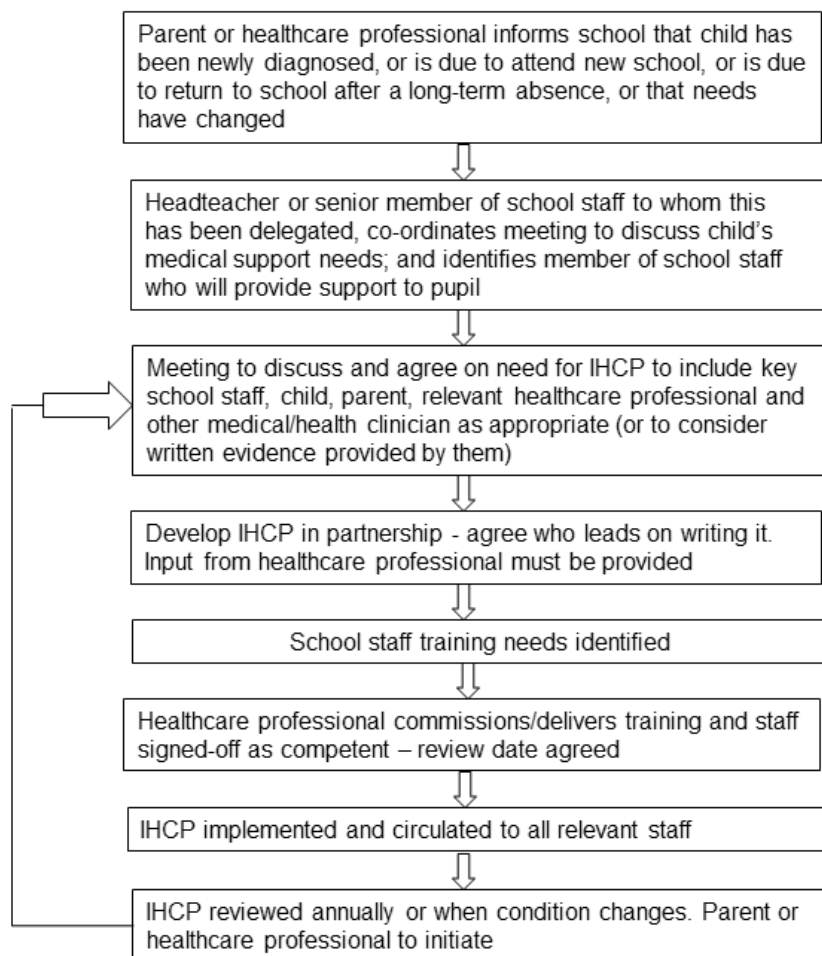 Parent or healthcare professional informs school that child has
been newly diagnosed, or is due to attend new school, or is due
to return to school after a long-term absence, or that needs
have changed
Headteacher or senior member of school staff to whom this
has been delegated, co-ordinates meeting to discuss child's
medical support needs; and identifies member of school staff
who will provide support to pupil
Meeting to discuss and agree on need for IHCP to include key
school staff, child, parent, relevant healthcare professional and
other medical/health clinician as appropriate (or to consider
written evidence provided by them)
Develop IHCP in partnership - agree who leads on writing it.
Input from healthcare professional must be provided
School staff training needs identified
Healthcare professional commissions/delivers training and staff
signed-off as competent – review date agreed
IHCP implemented and circulated to all relevant staff
IHCP reviewed annually or when condition changes. Parent or
healthcare professional to initiate